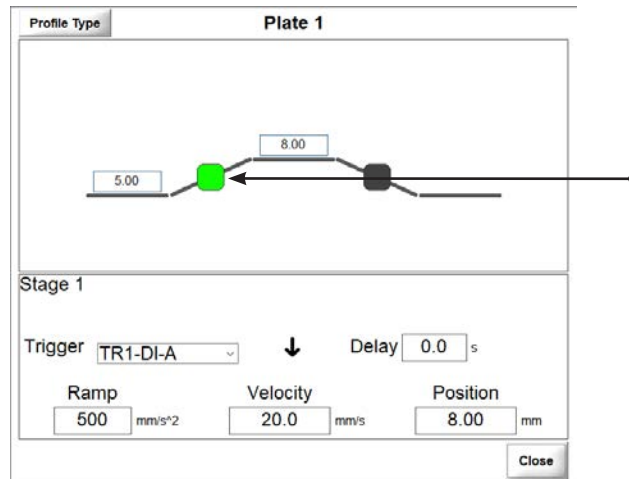 Profile Type
Plate 1
8.00
5.00
Stage 1
Trigger TR1-DI-A Delay 0.0 s
Ramp Velocity Position
500 mm/s^2 20.0 mm/s 8.00 mm
Close